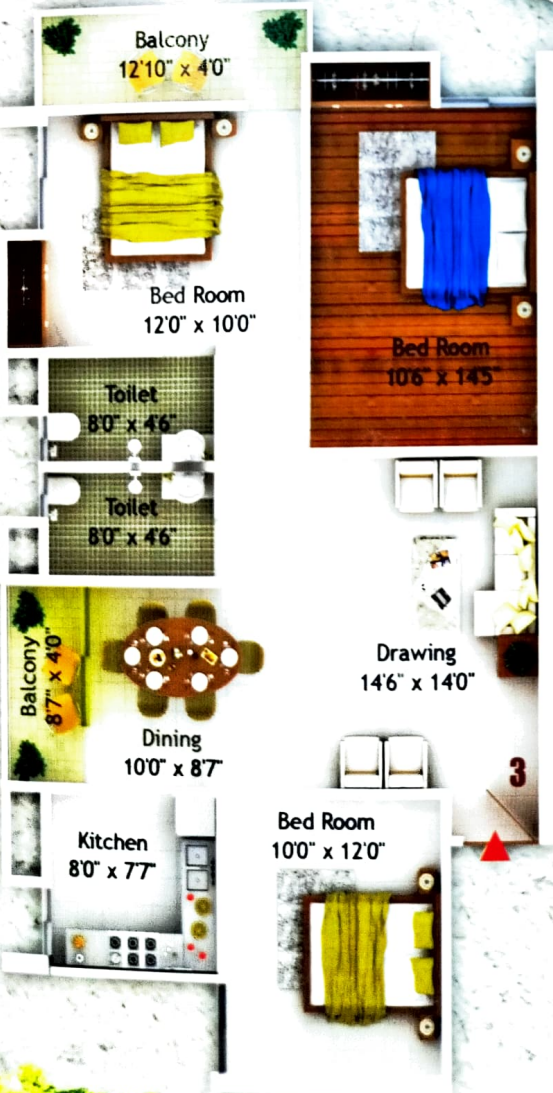 Balcony
12'10" x 4'0"
Bed Room
12'0" x 10'0"
Bed Room
10'6" x 14'5"
Toilet
8'0" x 4'6"
Toilet
8'0" x 4'6"
Balcony
8'7" x 4'0"
Drawing
14'6" x 14'0"
Dining
10'0" x 8'7"
3
Bed Room
10'0" x 12'0"
Kitchen
8'0" x 7'7"